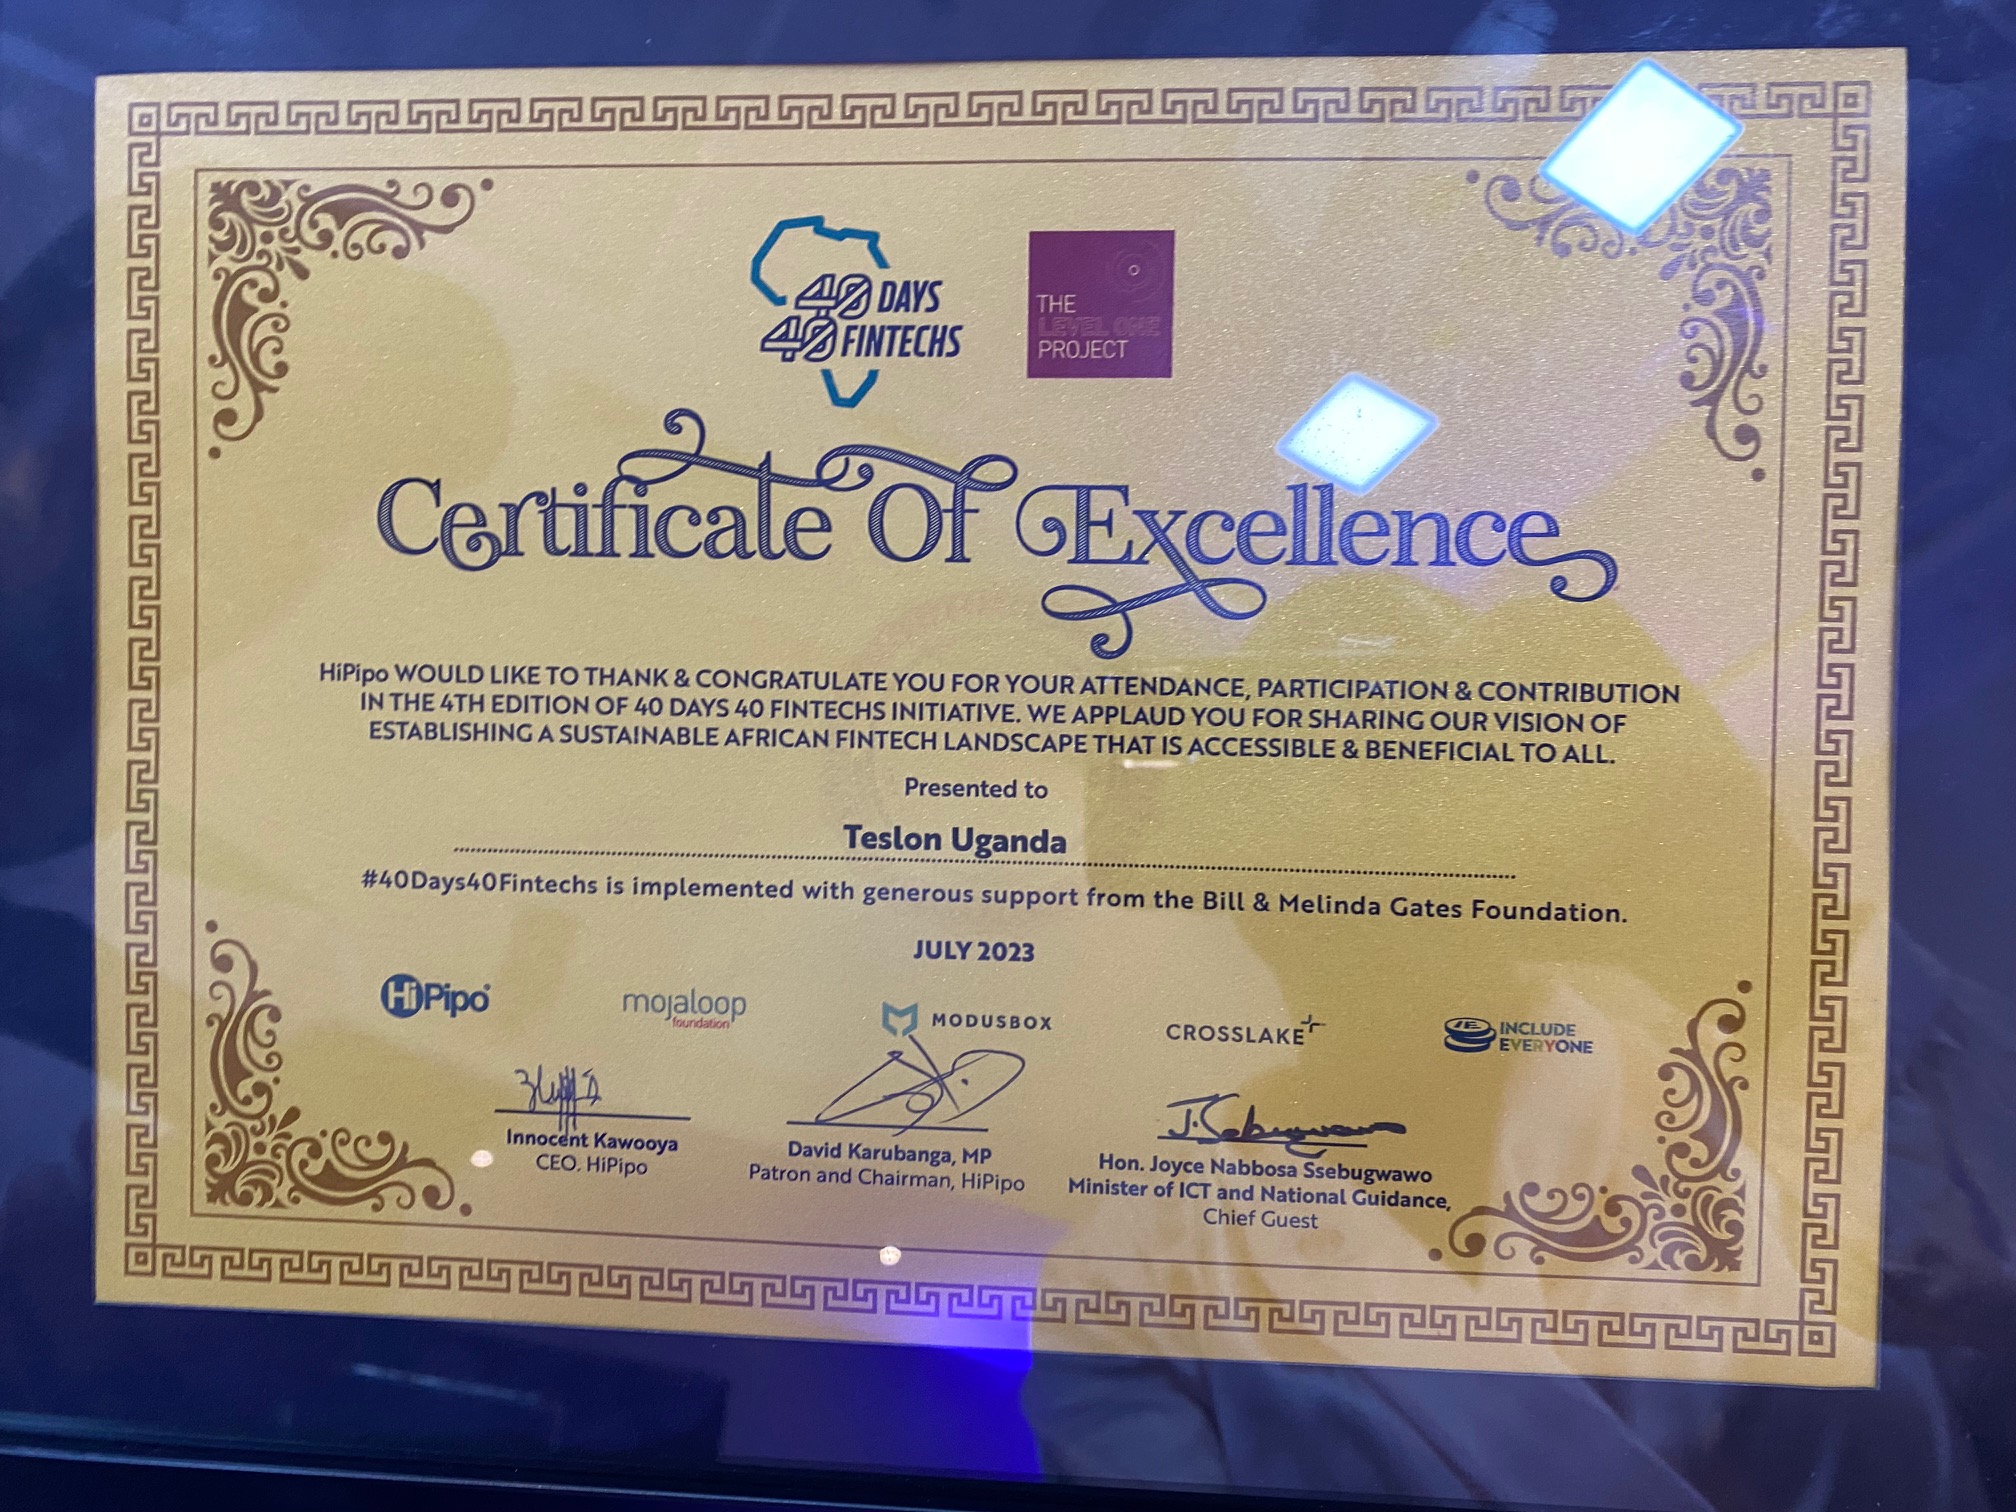 40 DAYS
40 FINTECHS
THE
LEVEL ONE
PROJECT
Certificate Of Excellence
HiPipo WOULD LIKE TO THANK & CONGRATULATE YOU FOR YOUR ATTENDANCE, PARTICIPATION & CONTRIBUTION
IN THE 4TH EDITION OF 40 DAYS 40 FINTECHS INITIATIVE. WE APPLAUD YOU FOR SHARING OUR VISION OF
ESTABLISHING A SUSTAINABLE AFRICAN FINTECH LANDSCAPE THAT IS ACCESSIBLE & BENEFICIAL TO ALL.
Presented to
Teslon Uganda
#40Days40Fintechs is implemented with generous support from the Bill & Melinda Gates Foundation.
JULY 2023
HiPipo
mojaloop
foundation
MODUSBOX
CROSSLAKE
IE INCLUDE
EVERYONE
J. Sebugwawo
Innocent Kawooya
CEO. HiPipo
David Karubanga, MP
Patron and Chairman, HiPipo
Hon. Joyce Nabbosa Ssebugwawo
Minister of ICT and National Guidance,
Chief Guest